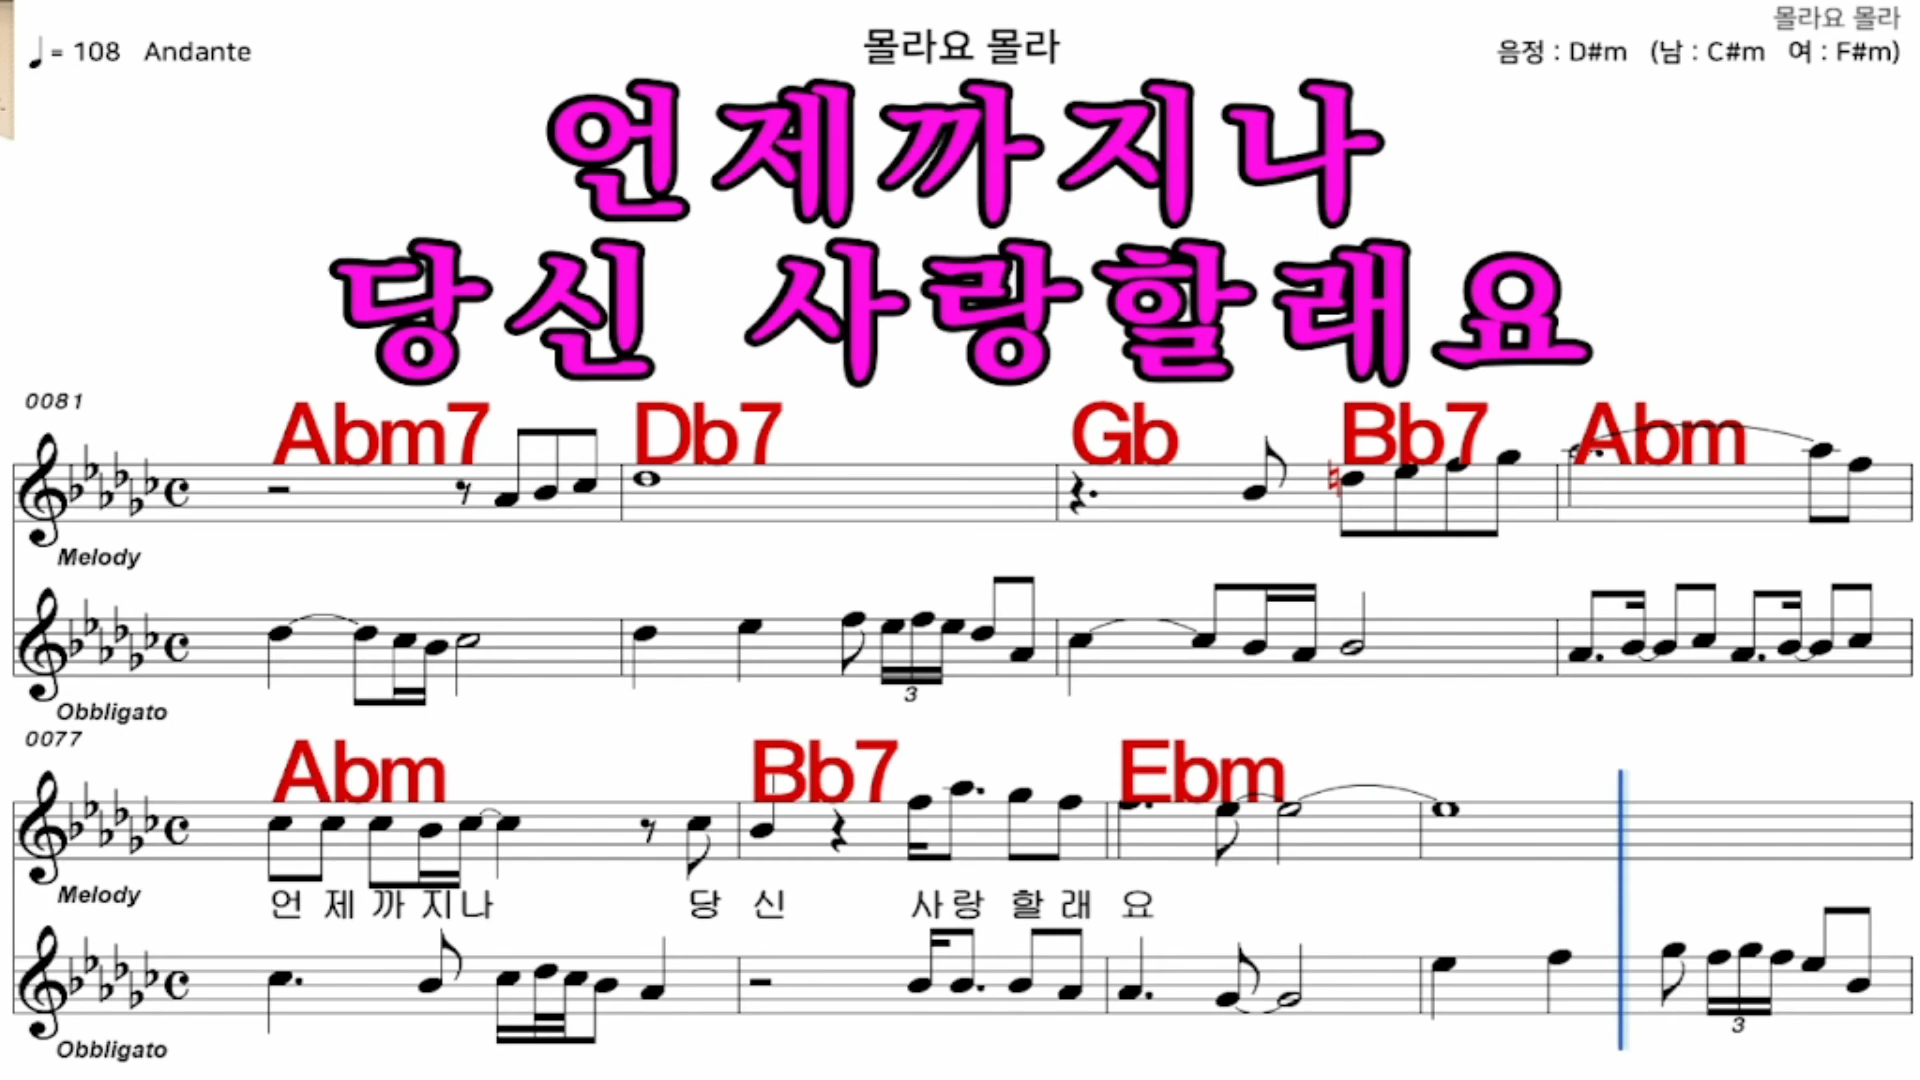 몰라요 몰라
♩= 108 Andante
몰라요 몰라
음정 : D#m (남 : C#m 여 : F#m)
언제까지나
당신 사랑할래요
0081
Abm7 Db7 Gb Bb7 Abm
Melody
3
Obbligato
0077
Abm Bb7 Ebm
Melody
언 제 까 지 나 당 신 사 랑 할 래 요
3
Obbligato